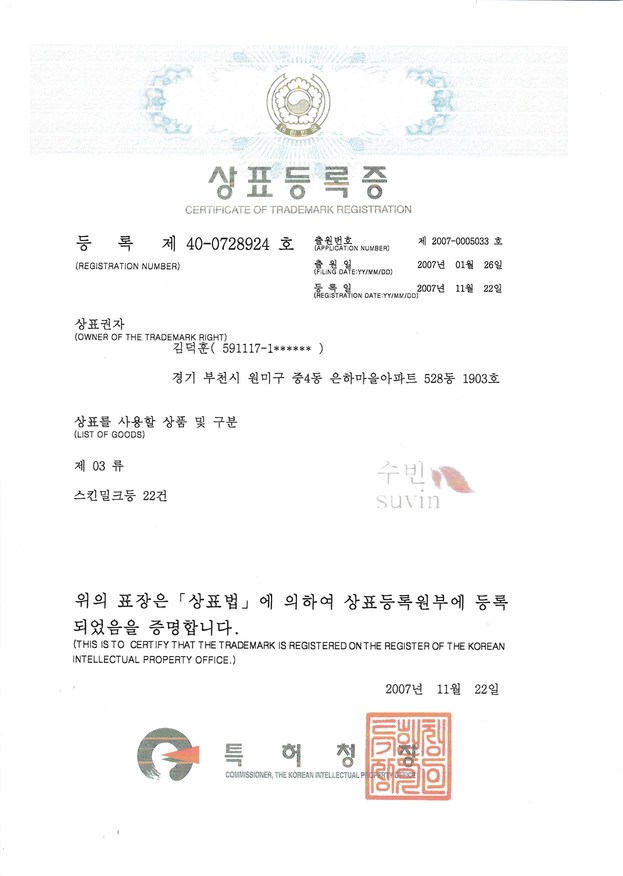 대한민국
상표등록증
CERTIFICATE OF TRADEMARK REGISTRATION
등 록 제 40-0728924 호
(REGISTRATION NUMBER)
출원번호 제 2007-0005033 호
(APPLICATION NUMBER)
출 원 일 2007년 01월 26일
(FILING DATE:YY/MM/DD)
등 록 일 2007년 11월 22일
(REGISTRATION DATE:YY/MM/DD)
상표권자
(OWNER OF THE TRADEMARK RIGHT)
김덕훈( 591117-1****** )
경기 부천시 원미구 중4동 은하마을아파트 528동 1903호
상표를 사용할 상품 및 구분
(LIST OF GOODS)
제 03 류
스킨밀크등 22건
수빈
suvin
위의 표장은 「상표법」에 의하여 상표등록원부에 등록
되었음을 증명합니다.
(THIS IS TO CERTIFY THAT THE TRADEMARK IS REGISTERED ON THE REGISTER OF THE KOREAN
INTELLECTUAL PROPERTY OFFICE.)
2007년 11월 22일
특 허 청 장
COMMISSIONER, THE KOREAN INTELLECTUAL PROPERTY OFFICE